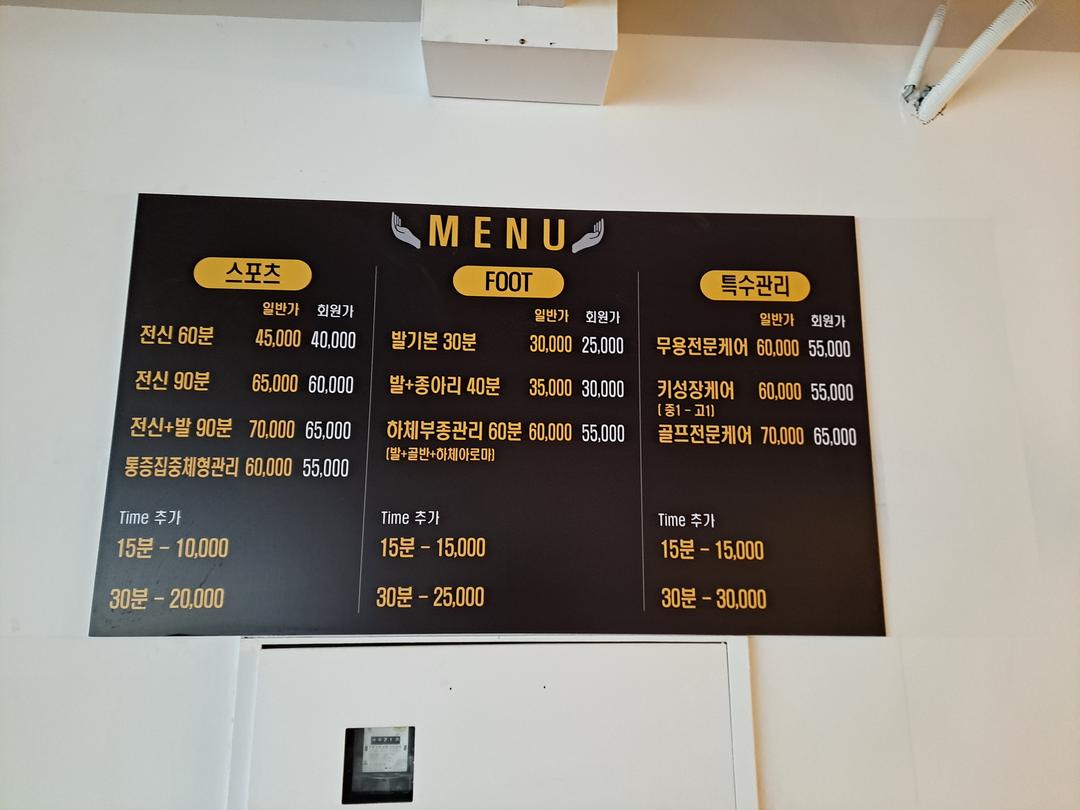 MENU
스포츠
일반가 회원가
전신 60분 45,000 40,000
전신 90분 65,000 60,000
전신+발 90분 70,000 65,000
통증집중체형관리 60,000 55,000
Time 추가
15분 - 10,000
30분 - 20,000
FOOT
일반가 회원가
발기본 30분 30,000 25,000
발+종아리 40분 35,000 30,000
하체부종관리 60분 60,000 55,000
(발+골반+하체아로마)
Time 추가
15분 - 15,000
30분 - 25,000
특수관리
일반가 회원가
무용전문케어 60,000 55,000
키성장케어 60,000 55,000
( 중1 - 고1)
골프전문케어 70,000 65,000
Time 추가
15분 - 15,000
30분 - 30,000